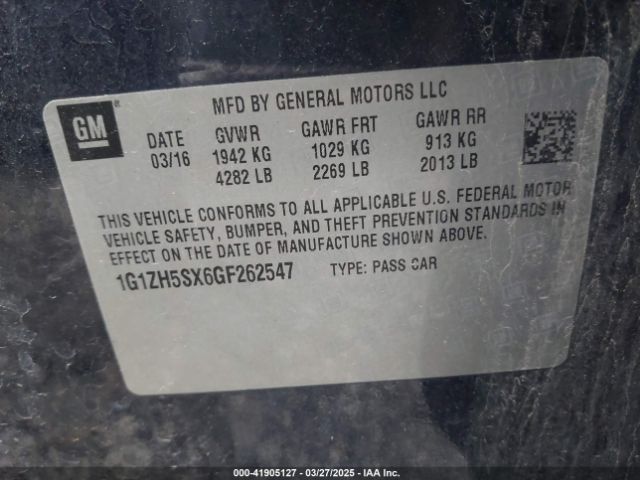 GM
MFD BY GENERAL MOTORS LLC
DATE GVWR GAWR FRT GAWR RR
03/16 1942 KG 1029 KG 913 KG
4282 LB 2269 LB 2013 LB
THIS VEHICLE CONFORMS TO ALL APPLICABLE U.S. FEDERAL MOTOR
VEHICLE SAFETY, BUMPER, AND THEFT PREVENTION STANDARDS IN
EFFECT ON THE DATE OF MANUFACTURE SHOWN ABOVE.
1G1ZH5SX6GF262547 TYPE: PASS CAR
000-41905127 - 03/27/2025 - IAA Inc.